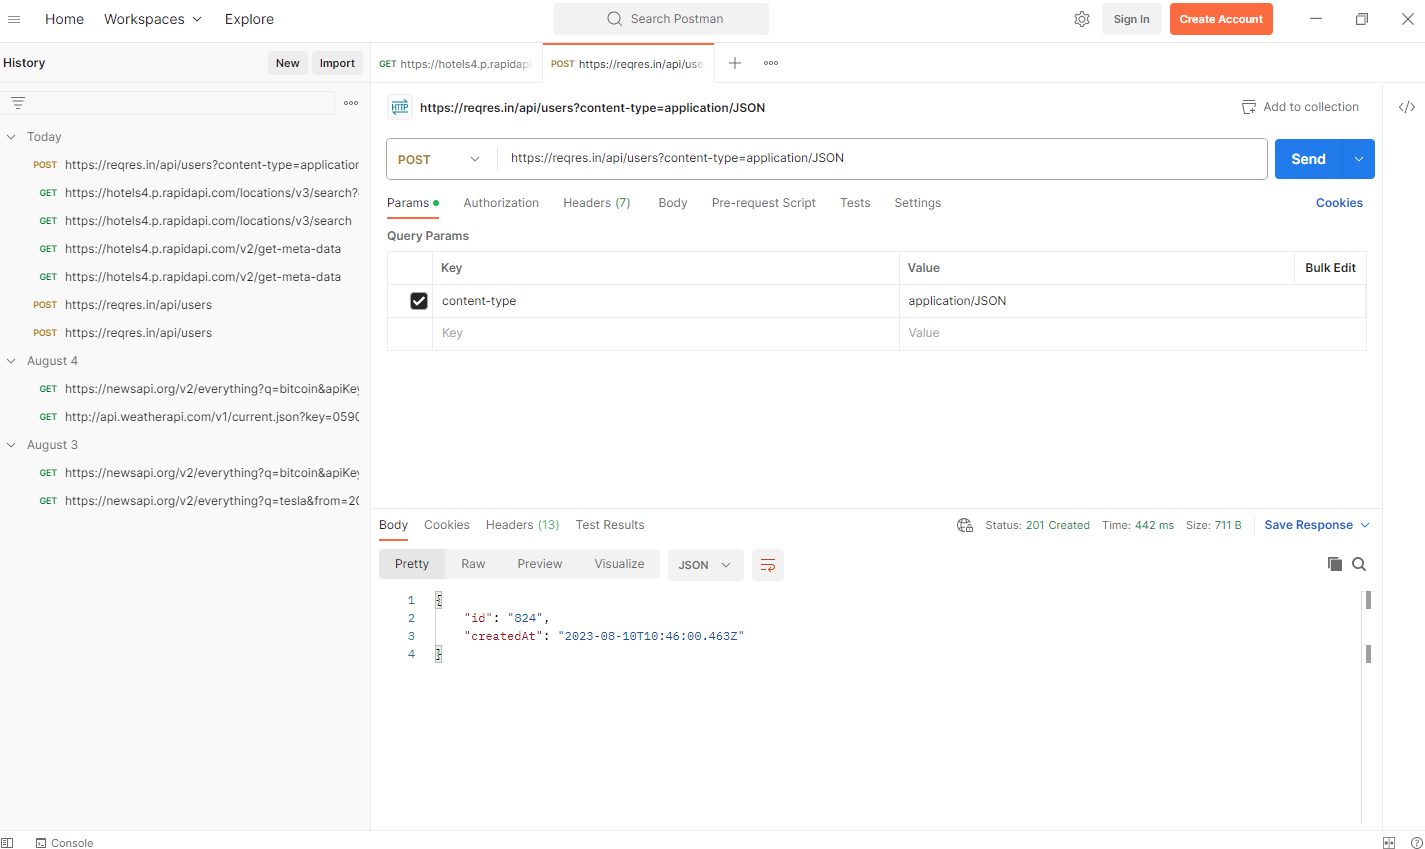 Home Workspaces Explore Search Postman Sign In Create Account
History New Import
GET https://hotels4.p.rapidapi
POST https://reqres.in/api/use
HTTP https://reqres.in/api/users?content-type=application/JSON Add to collection
Today
POST https://reqres.in/api/users?content-type=application
GET https://hotels4.p.rapidapi.com/locations/v3/search?
GET https://hotels4.p.rapidapi.com/locations/v3/search
GET https://hotels4.p.rapidapi.com/v2/get-meta-data
GET https://hotels4.p.rapidapi.com/v2/get-meta-data
POST https://reqres.in/api/users
POST https://reqres.in/api/users
August 4
GET https://newsapi.org/v2/everything?q=bitcoin&apiKey
GET http://api.weatherapi.com/v1/current.json?key=0590
August 3
GET https://newsapi.org/v2/everything?q=bitcoin&apiKey
GET https://newsapi.org/v2/everything?q=tesla&from=20
POST https://reqres.in/api/users?content-type=application/JSON Send
Params Authorization Headers (7) Body Pre-request Script Tests Settings Cookies
Query Params
Key Value Bulk Edit
content-type application/JSON
Key Value
Body Cookies Headers (13) Test Results Status: 201 Created Time: 442 ms Size: 711 B Save Response
Pretty Raw Preview Visualize JSON
1 {
2 "id": "824",
3 "createdAt": "2023-08-10T10:46:00.463Z"
4 }
Console